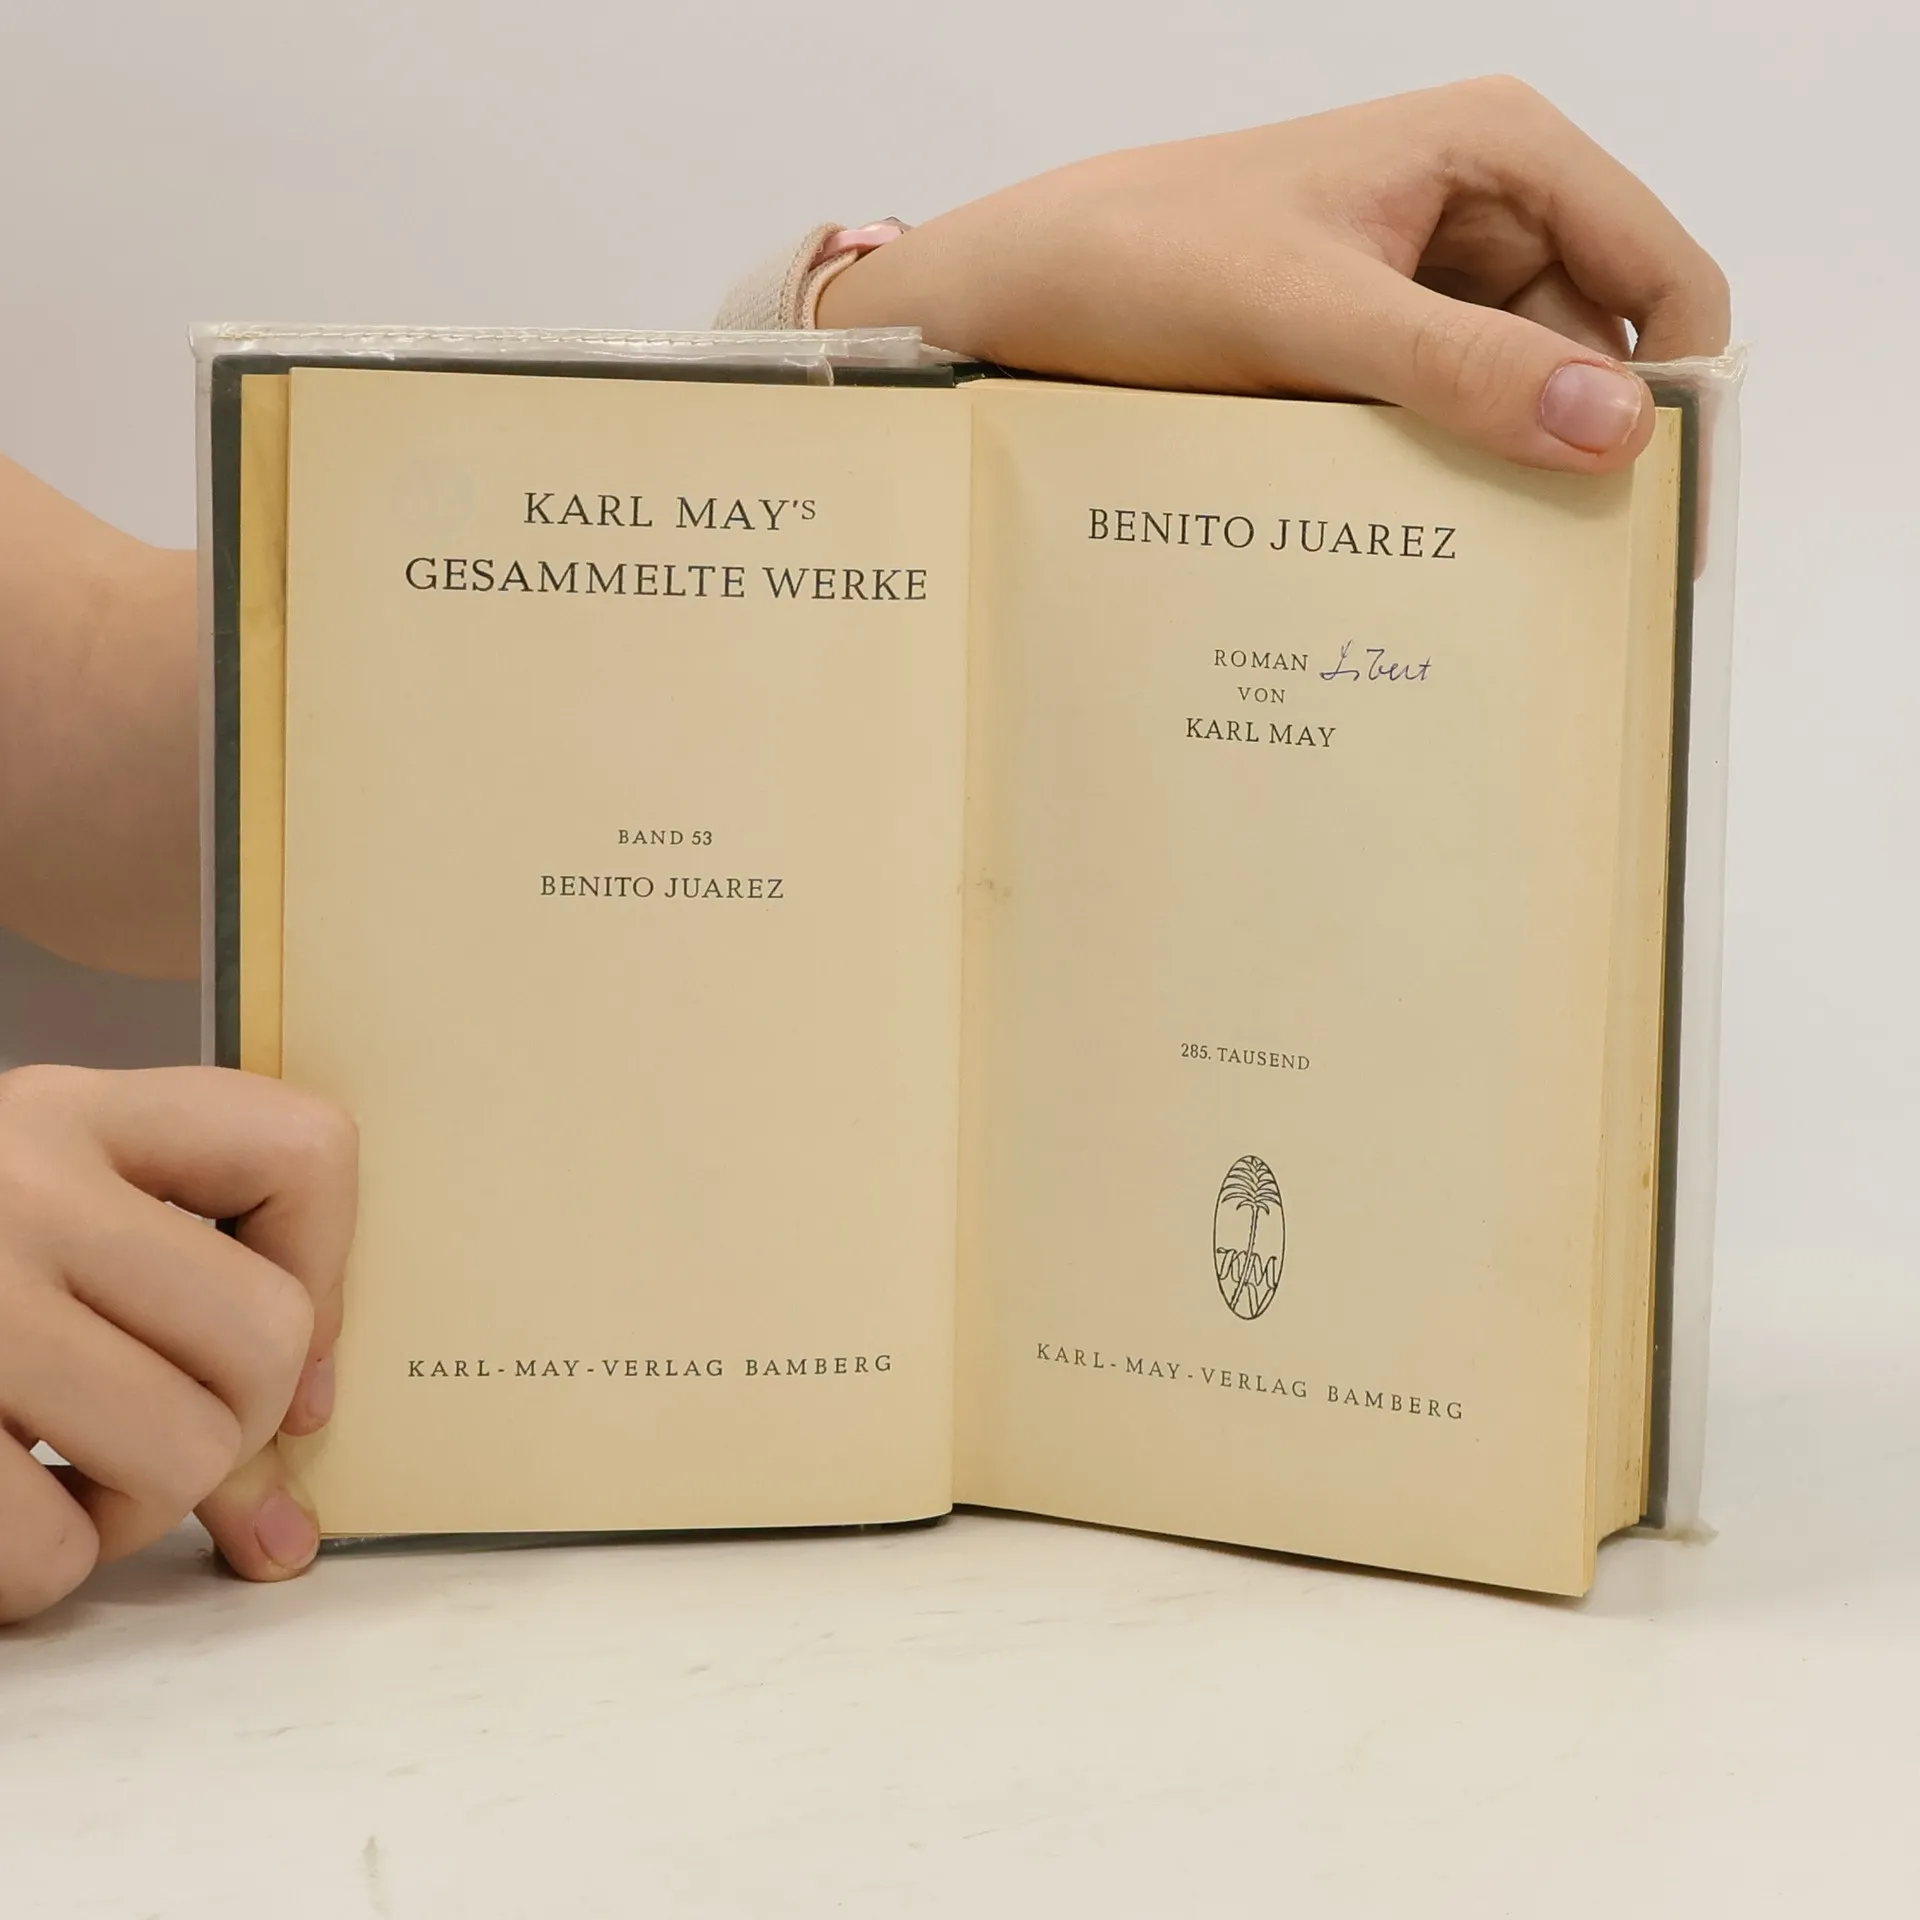 KARL MAY'S
GESAMMELTE WERKE
BAND 53
BENITO JUAREZ
KARL-MAY-VERLAG BAMBERG
BENITO JUAREZ
ROMAN
VON
KARL MAY
285. TAUSEND
KARL-MAY-VERLAG BAMBERG